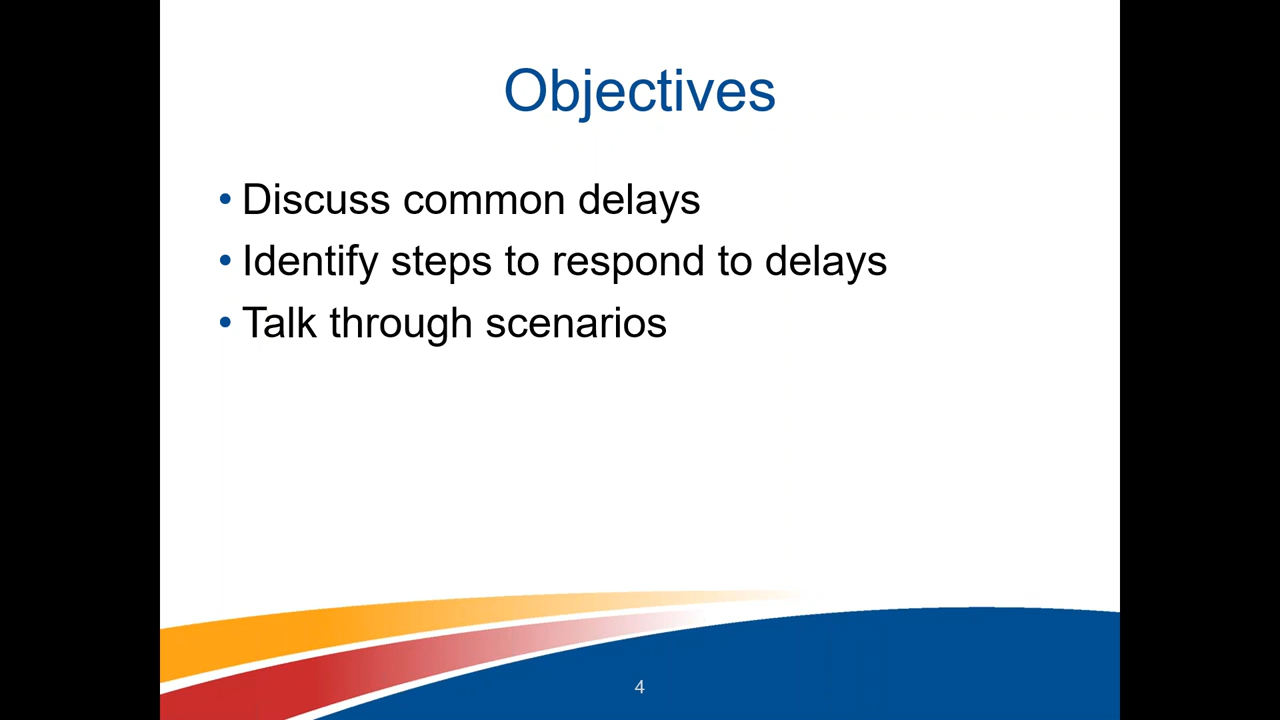 Objectives
• Discuss common delays
• Identify steps to respond to delays
• Talk through scenarios
4